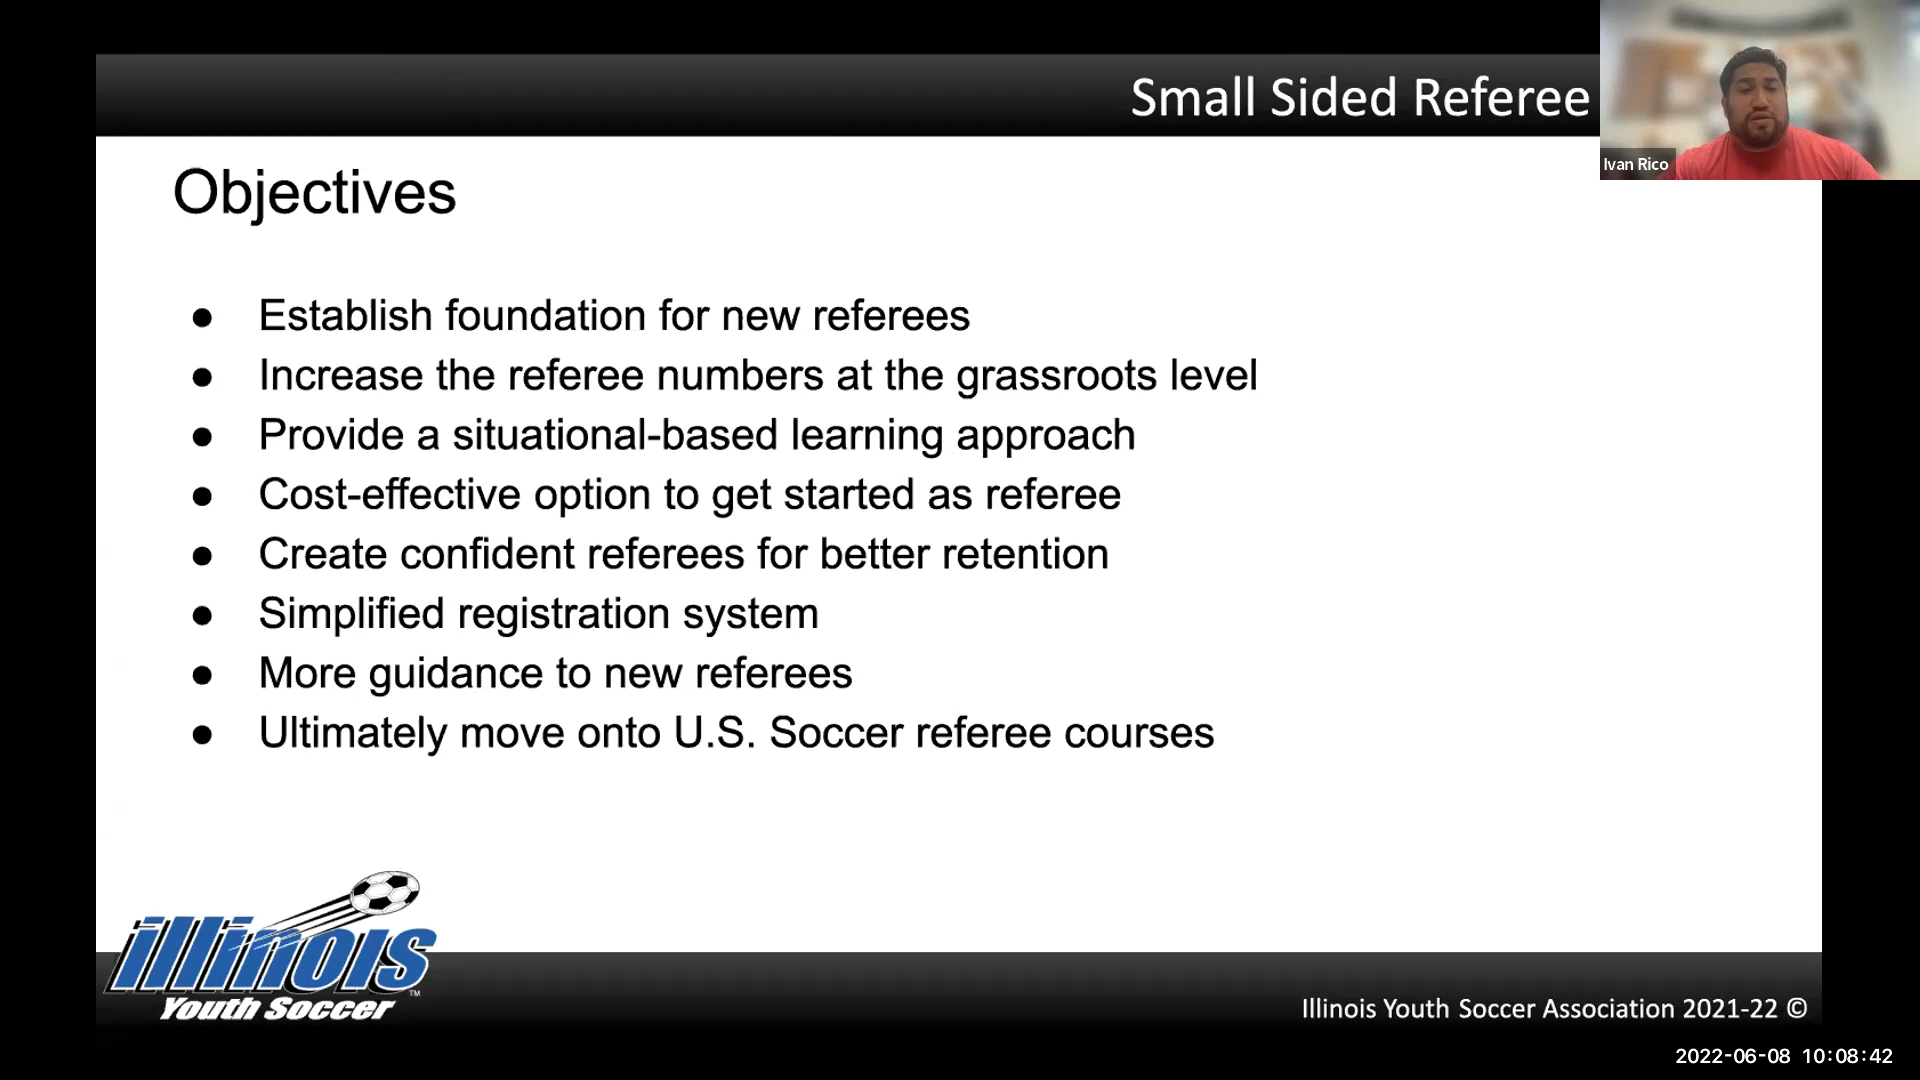 Small Sided Referee
Ivan Rico
Objectives
● Establish foundation for new referees
● Increase the referee numbers at the grassroots level
● Provide a situational-based learning approach
● Cost-effective option to get started as referee
● Create confident referees for better retention
● Simplified registration system
● More guidance to new referees
● Ultimately move onto U.S. Soccer referee courses
illinois™
Youth Soccer
Illinois Youth Soccer Association 2021-22 ©
2022-06-08 10:08:42